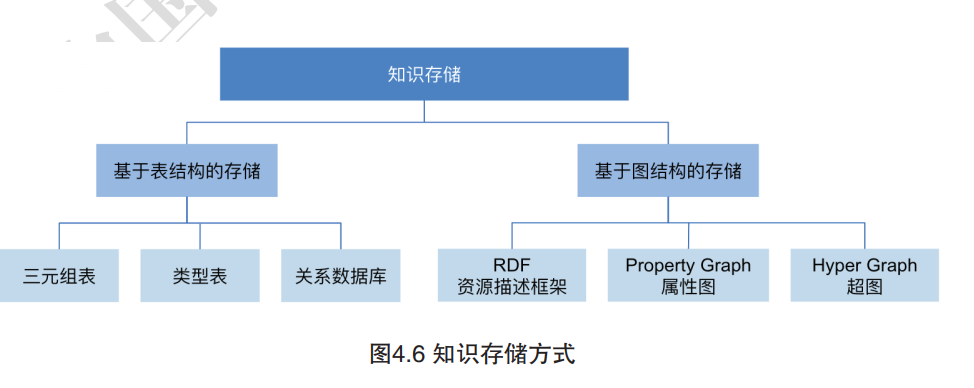 知识存储
基于表结构的存储
基于图结构的存储
三元组表
类型表
关系数据库
RDF
资源描述框架
Property Graph
属性图
Hyper Graph
超图
图4.6 知识存储方式